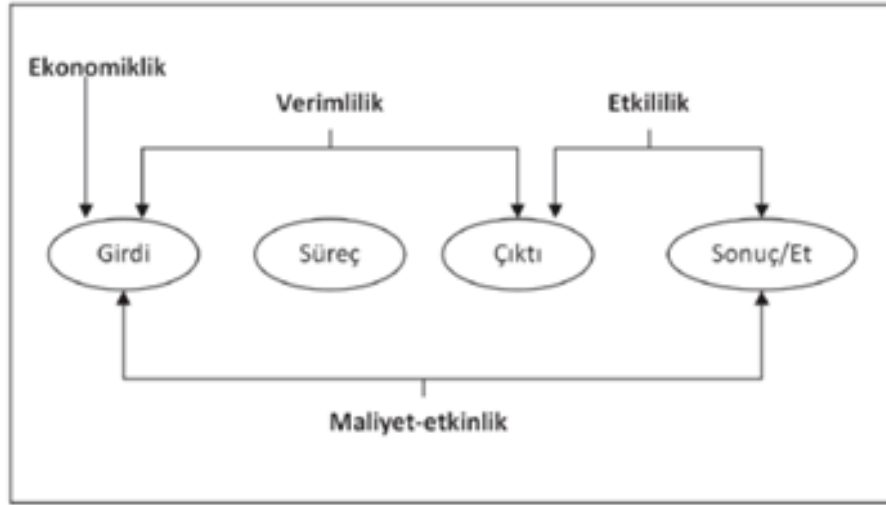 Ekonomiklik
Verimlilik
Etkililik
Girdi
Süreç
Çıktı
Sonuç/Et
Maliyet-etkinlik